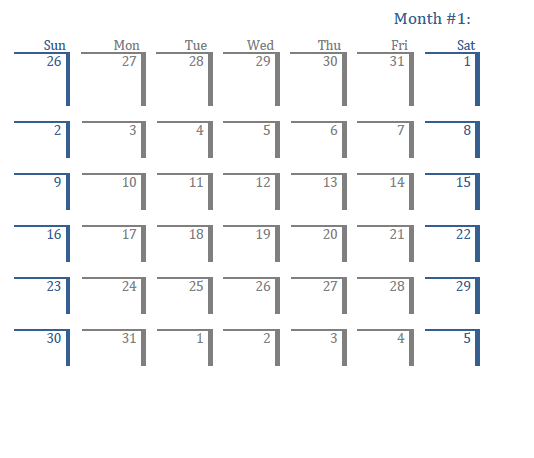 Month #1:
Sun Mon Tue Wed Thu Fri Sat
26 27 28 29 30 31 1
2 3 4 5 6 7 8
9 10 11 12 13 14 15
16 17 18 19 20 21 22
23 24 25 26 27 28 29
30 31 1 2 3 4 5